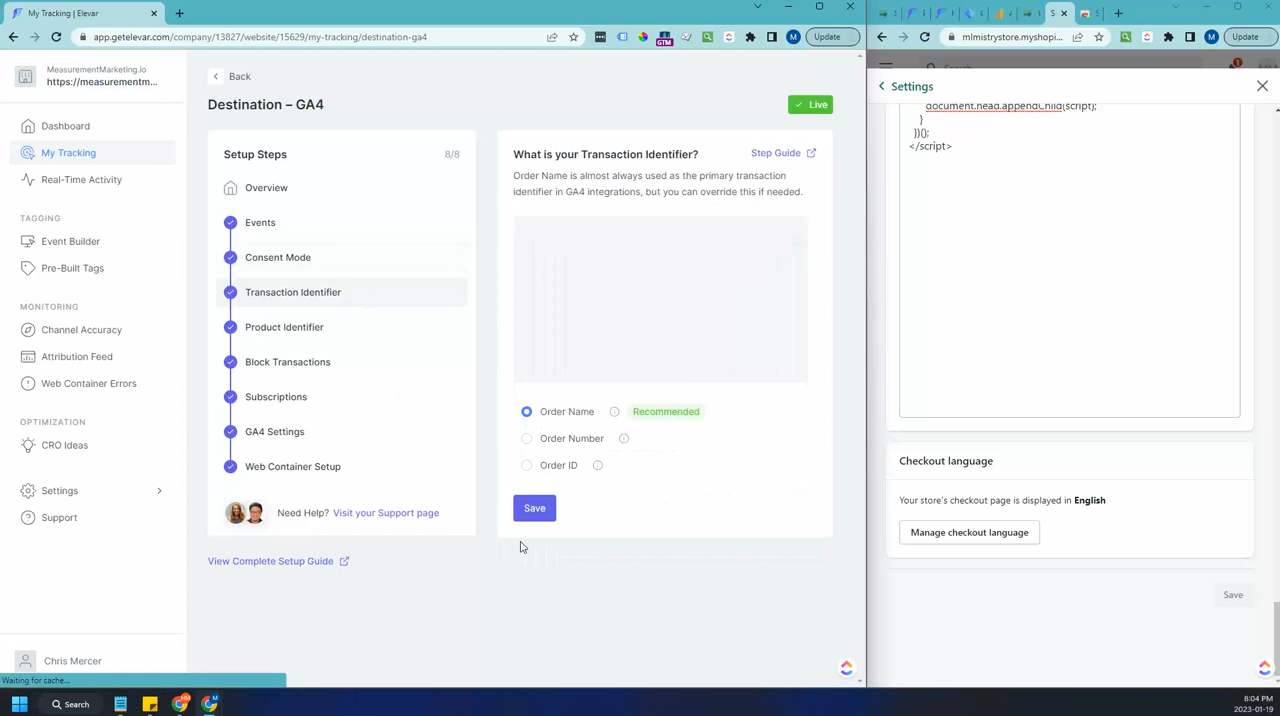 My Tracking | Elevar
app.getelevar.com/company/13827/website/15629/my-tracking/destination-ga4
GTM
M
Update
mlmistrystore.myshopi
M
Update
MeasurementMarketing.io
https://measurementm...
Dashboard
My Tracking
Real-Time Activity
TAGGING
Event Builder
Pre-Built Tags
MONITORING
Channel Accuracy
Attribution Feed
Web Container Errors
OPTIMIZATION
CRO Ideas
Settings
Support
Chris Mercer
Waiting for cache...
Back
Destination – GA4
Live
Setup Steps
8/8
Overview
Events
Consent Mode
Transaction Identifier
Product Identifier
Block Transactions
Subscriptions
GA4 Settings
Web Container Setup
Need Help? Visit your Support page
View Complete Setup Guide
What is your Transaction Identifier?
Step Guide
Order Name is almost always used as the primary transaction
identifier in GA4 integrations, but you can override this if needed.
Order Name
Recommended
Order Number
Order ID
Save
Search
1
Settings
document.head.appendChild(script);
}
})();
</script>
Checkout language
Your store's checkout page is displayed in English
Manage checkout language
Save
Search
8:04 PM
2023-01-19